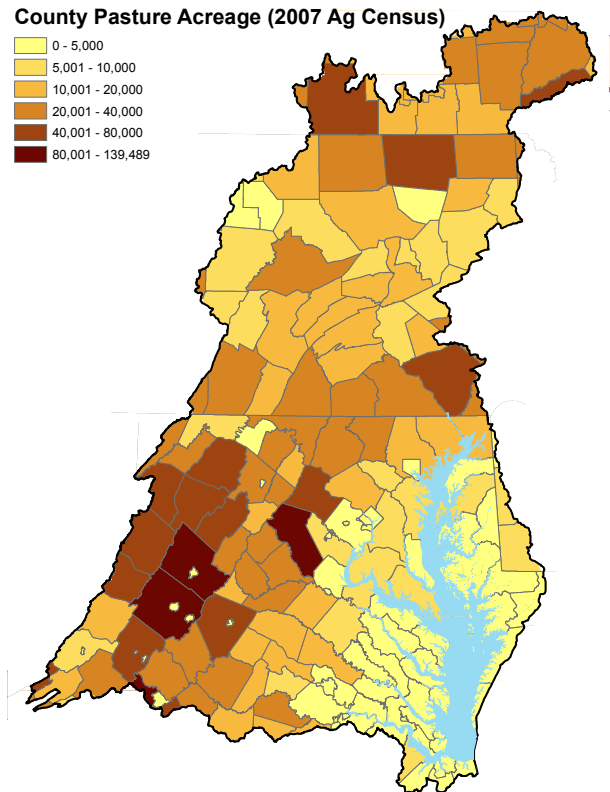 County Pasture Acreage (2007 Ag Census)
0 - 5,000
5,001 - 10,000
10,001 - 20,000
20,001 - 40,000
40,001 - 80,000
80,001 - 139,489